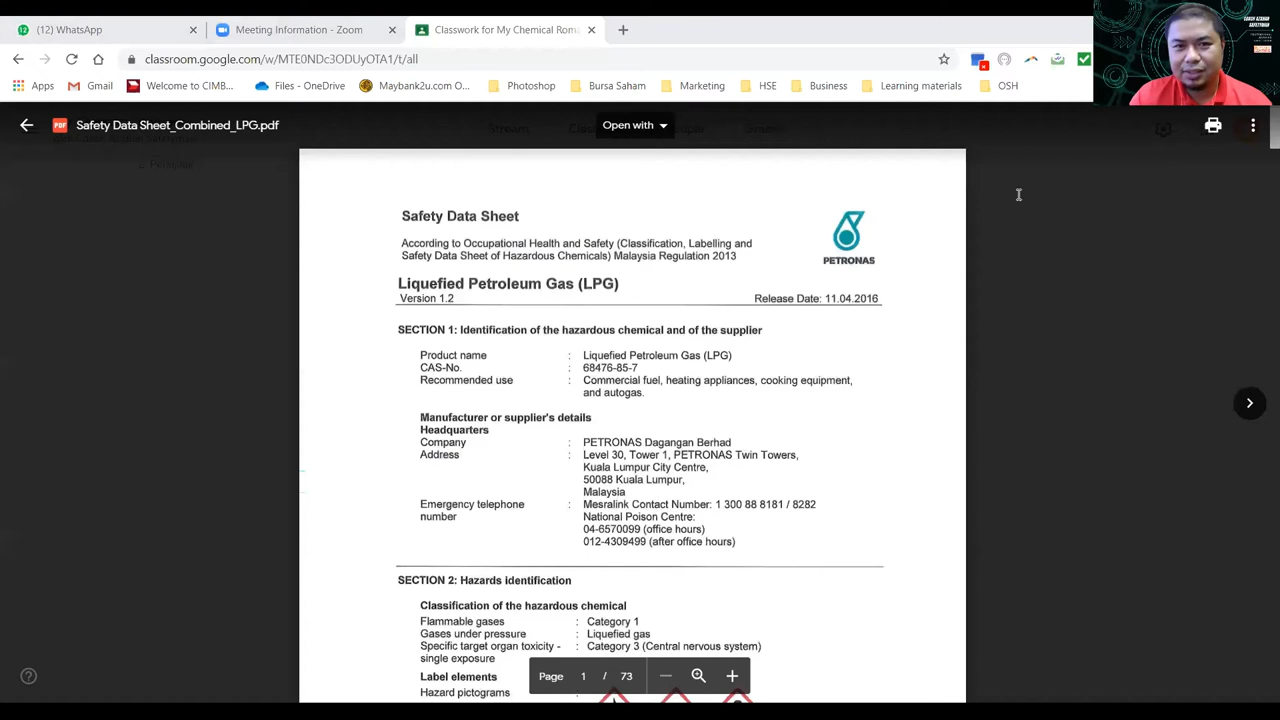 (12) WhatsApp
Meeting Information - Zoom
Classwork for My Chemical Rom
classroom.google.com/w/MTE0NDc3ODUyOTA1/t/all
Apps Gmail Welcome to CIMB... Files - OneDrive Maybank2u.com O... Photoshop Bursa Saham Marketing HSE Business Learning materials OSH
COACH AZAHAR
SAFETYMAN
PDF Safety Data Sheet_Combined_LPG.pdf
Open with
Safety Data Sheet
According to Occupational Health and Safety (Classification, Labelling and
Safety Data Sheet of Hazardous Chemicals) Malaysia Regulation 2013
PETRONAS
Liquefied Petroleum Gas (LPG)
Version 1.2 Release Date: 11.04.2016
SECTION 1: Identification of the hazardous chemical and of the supplier
Product name : Liquefied Petroleum Gas (LPG)
CAS-No. : 68476-85-7
Recommended use : Commercial fuel, heating appliances, cooking equipment,
and autogas.
Manufacturer or supplier's details
Headquarters
Company : PETRONAS Dagangan Berhad
Address : Level 30, Tower 1, PETRONAS Twin Towers,
Kuala Lumpur City Centre,
50088 Kuala Lumpur,
Malaysia
Emergency telephone : Mesralink Contact Number: 1 300 88 8181 / 8282
number National Poison Centre:
04-6570099 (office hours)
012-4309499 (after office hours)
SECTION 2: Hazards identification
Classification of the hazardous chemical
Flammable gases : Category 1
Gases under pressure : Liquefied gas
Specific target organ toxicity - : Category 3 (Central nervous system)
single exposure
Label elements
Hazard pictograms :
Page 1 / 73